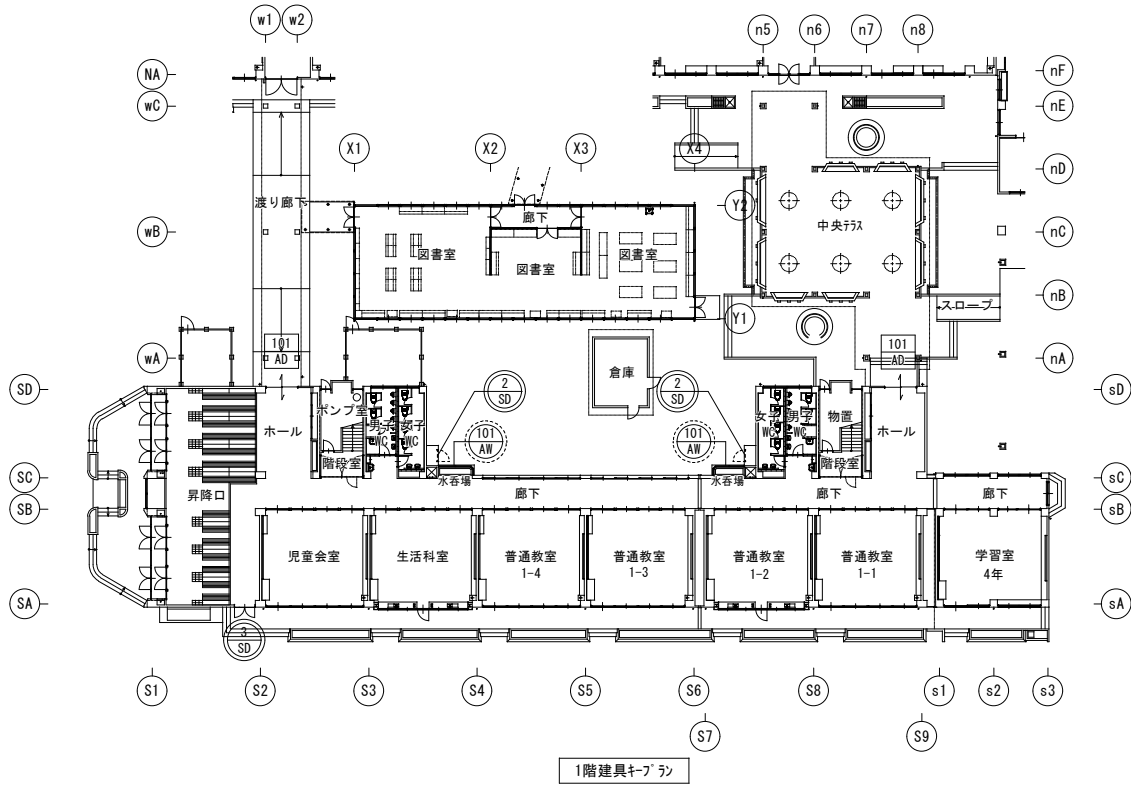 w1
w2
NA
wC
wB
wA
n5
n6
n7
n8
nF
nE
nD
nC
nB
nA
X1
X2
X3
X4
Y2
Y1
渡り廊下
廊下
図書室
図書室
図書室
中央ﾃﾗｽ
スロープ
倉庫
101
AD
101
AD
2
SD
2
SD
101
AW
101
AW
SD
SC
SB
SA
sD
sC
sB
sA
ホール
ポンプ室
階段室
男子
WC
女子
WC
水呑場
水呑場
女子
WC
男子
WC
物置
階段室
ホール
昇降口
廊下
廊下
廊下
児童会室
生活科室
普通教室
1-4
普通教室
1-3
普通教室
1-2
普通教室
1-1
学習室
4年
3
SD
S1
S2
S3
S4
S5
S6
S7
S8
S9
s1
s2
s3
1階建具ｷｰﾌﾟﾗﾝ